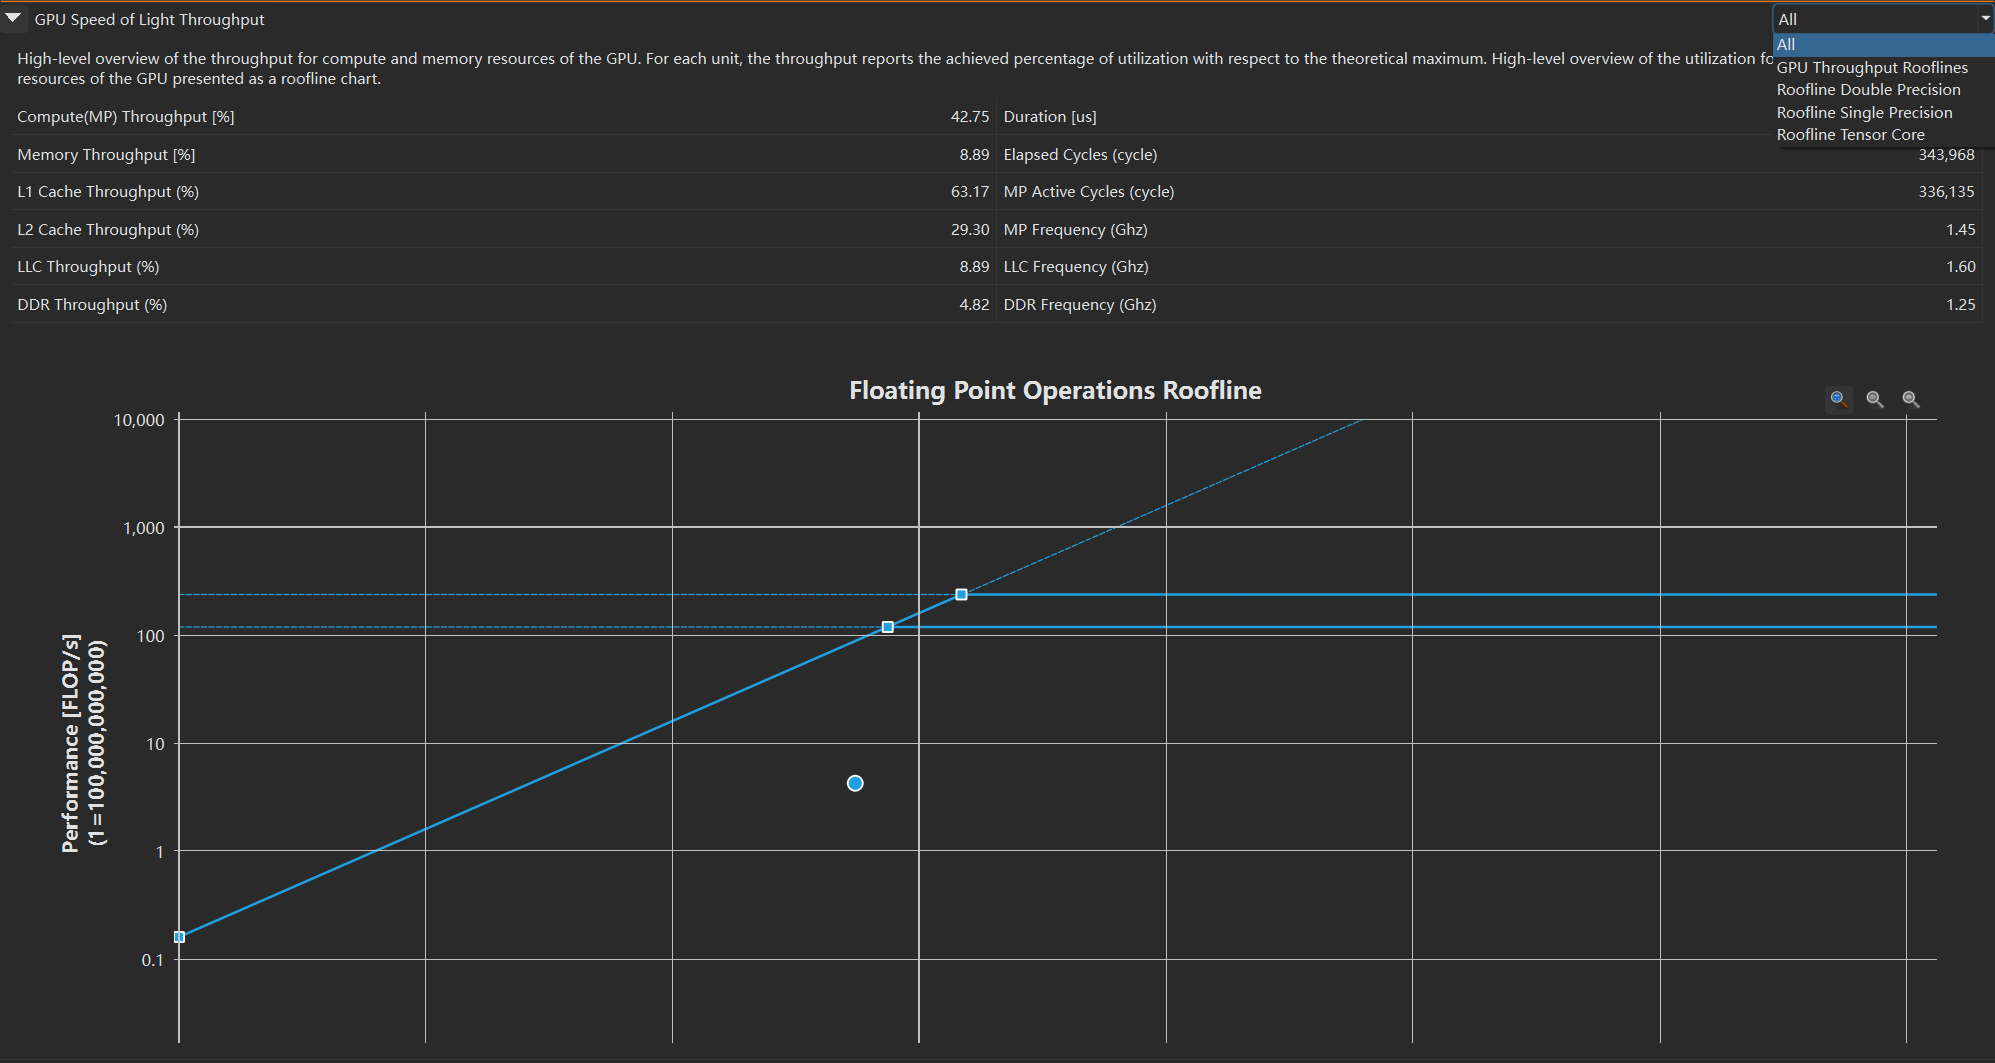 GPU Speed of Light Throughput
All
All
GPU Throughput Rooflines
Roofline Double Precision
Roofline Single Precision
Roofline Tensor Core
High-level overview of the throughput for compute and memory resources of the GPU. For each unit, the throughput reports the achieved percentage of utilization with respect to the theoretical maximum. High-level overview of the utilization fo
resources of the GPU presented as a roofline chart.
Compute(MP) Throughput [%] 42.75 Duration [us]
Memory Throughput [%] 8.89 Elapsed Cycles (cycle) 343,968
L1 Cache Throughput (%) 63.17 MP Active Cycles (cycle) 336,135
L2 Cache Throughput (%) 29.30 MP Frequency (Ghz) 1.45
LLC Throughput (%) 8.89 LLC Frequency (Ghz) 1.60
DDR Throughput (%) 4.82 DDR Frequency (Ghz) 1.25
Floating Point Operations Roofline
10,000
1,000
100
10
1
0.1
Performance [FLOP/s]
(1=100,000,000,000)